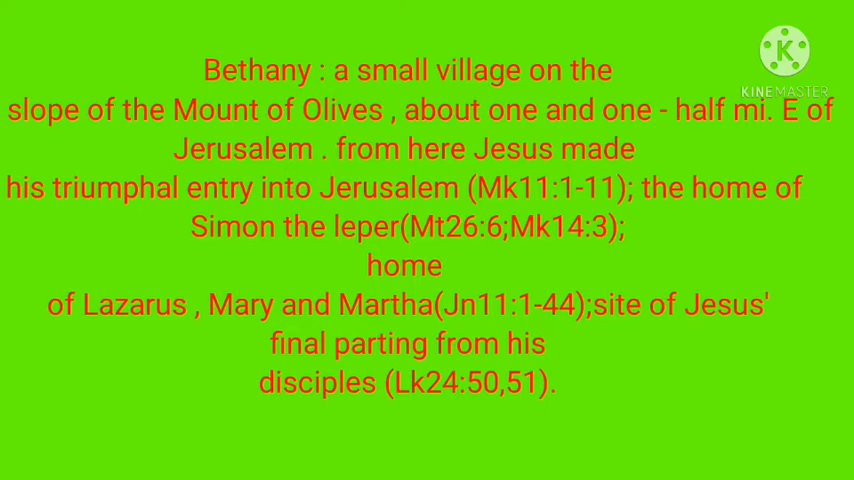 Bethany : a small village on the
slope of the Mount of Olives , about one and one - half mi. E of
Jerusalem . from here Jesus made
his triumphal entry into Jerusalem (Mk11:1-11); the home of
Simon the leper(Mt26:6;Mk14:3);
home
of Lazarus , Mary and Martha(Jn11:1-44);site of Jesus'
final parting from his
disciples (Lk24:50,51).
K
KINEMASTER